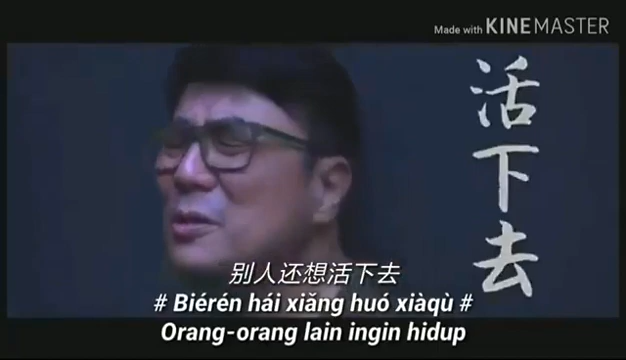 Made with KINEMASTER
活下去
别人还想活下去
# Biérén hái xiǎng huó xiàqù #
Orang-orang lain ingin hidup